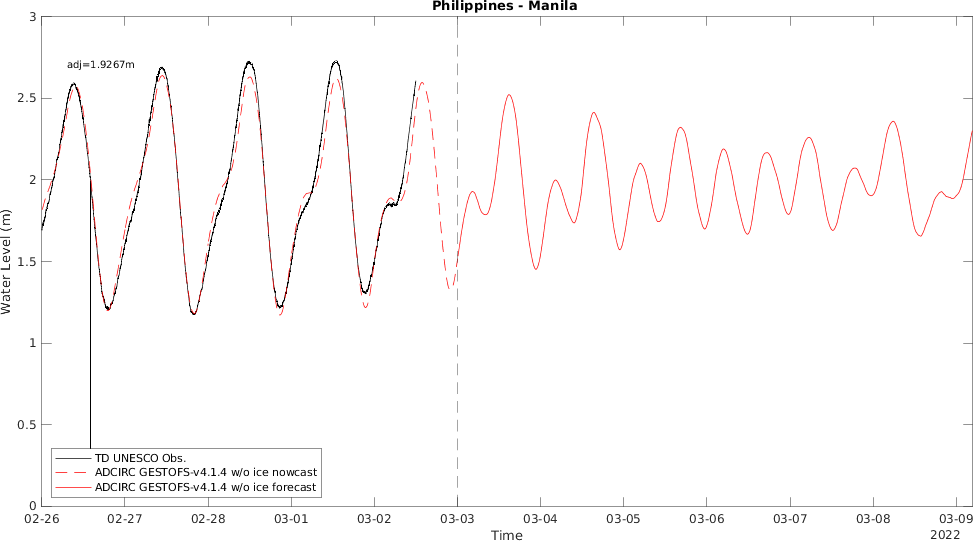 Philippines - Manila
adj=1.9267m
3
2.5
2
1.5
1
0.5
0
Water Level (m)
TD UNESCO Obs.
ADCIRC GESTOFS-v4.1.4 w/o ice nowcast
ADCIRC GESTOFS-v4.1.4 w/o ice forecast
02-26 02-27 02-28 03-01 03-02 03-03 03-04 03-05 03-06 03-07 03-08 03-09
Time
2022